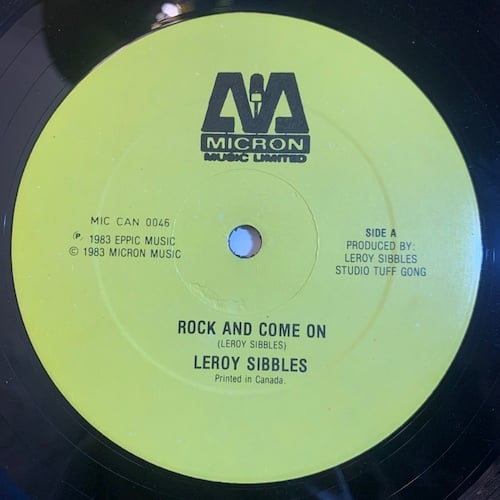 MICRON
MUSIC LIMITED
MIC CAN 0046
℗ 1983 EPPIC MUSIC
© 1983 MICRON MUSIC
SIDE A
PRODUCED BY:
LEROY SIBBLES
STUDIO TUFF GONG
ROCK AND COME ON
(LEROY SIBBLES)
LEROY SIBBLES
Printed in Canada.